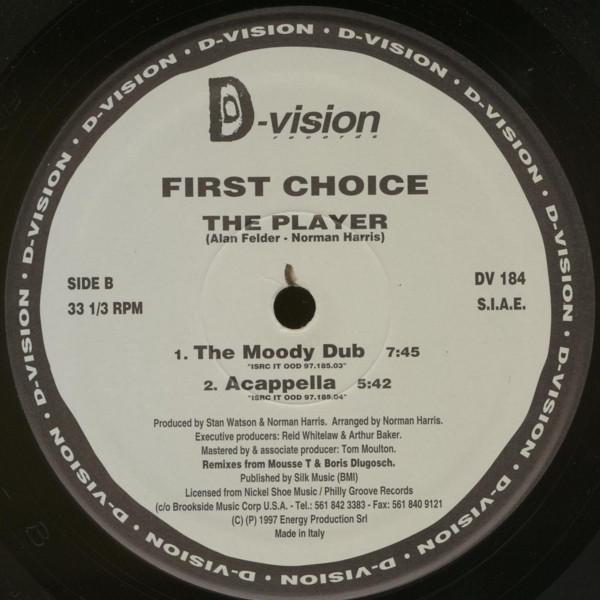 D-VISION • D-VISION • D-VISION • D-VISION • D-VISION • D-VISION • D-VISION • D-VISION • D-VISION • D-VISION • D-VISION • D-VISION • D-VISION •
D-vision
records
FIRST CHOICE
THE PLAYER
(Alan Felder - Norman Harris)
SIDE B
33 1/3 RPM
DV 184
S.I.A.E.
1. The Moody Dub 7:45
"ISRC IT OOD 97.185.03"
2. Acappella 5:42
"ISRC IT OOD 97.185.04"
Produced by Stan Watson & Norman Harris. Arranged by Norman Harris.
Executive producers: Reid Whitelaw & Arthur Baker.
Mastered by & associate producer: Tom Moulton.
Remixes from Mousse T & Boris Dlugosch.
Published by Silk Music (BMI)
Licensed from Nickel Shoe Music / Philly Groove Records
(c/o Brookside Music Corp U.S.A. - Tel.: 561 842 3383 - Fax: 561 840 9121
(C) (P) 1997 Energy Production Srl
Made in Italy